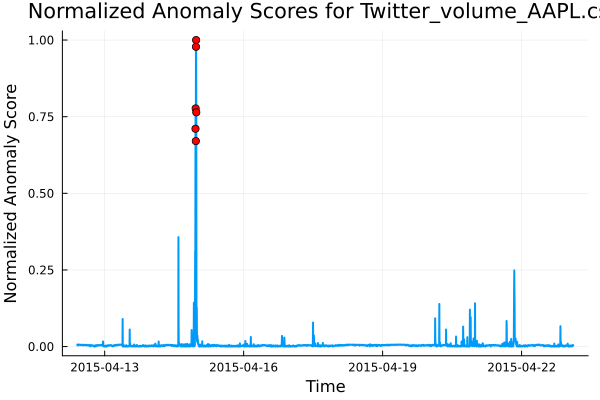 Normalized Anomaly Scores for Twitter_volume_AAPL.cs
1.00
0.75
0.50
0.25
0.00
Normalized Anomaly Score
2015-04-13 2015-04-16 2015-04-19 2015-04-22
Time